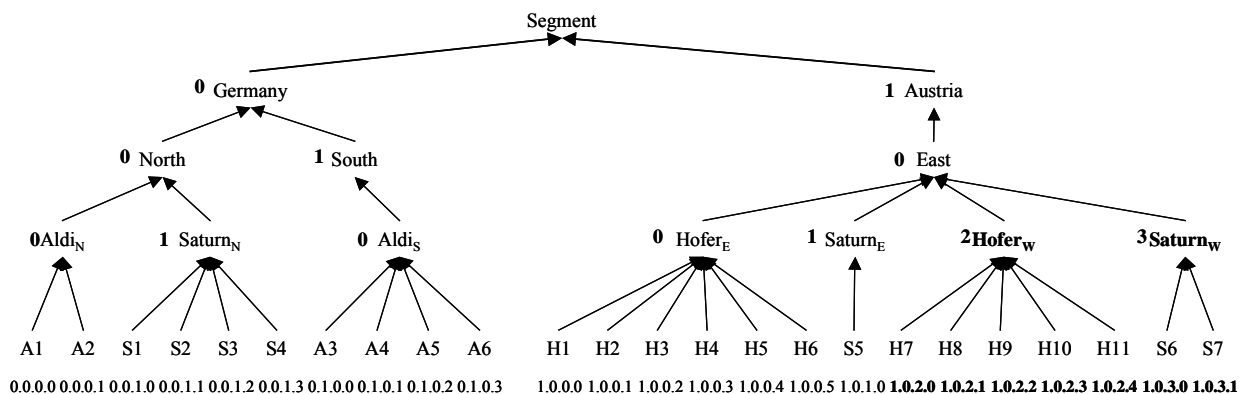 Segment
0 Germany 1 Austria
0 North 1 South 0 East
0AldiN 1 SaturnN 0 AldiS 0 HoferE 1 SaturnE 2HoferW 3SaturnW
A1 A2 S1 S2 S3 S4 A3 A4 A5 A6 H1 H2 H3 H4 H5 H6 S5 H7 H8 H9 H10 H11 S6 S7
0.0.0.0 0.0.0.1 0.0.1.0 0.0.1.1 0.0.1.2 0.0.1.3 0.1.0.0 0.1.0.1 0.1.0.2 0.1.0.3 1.0.0.0 1.0.0.1 1.0.0.2 1.0.0.3 1.0.0.4 1.0.0.5 1.0.1.0 1.0.2.0 1.0.2.1 1.0.2.2 1.0.2.3 1.0.2.4 1.0.3.0 1.0.3.1